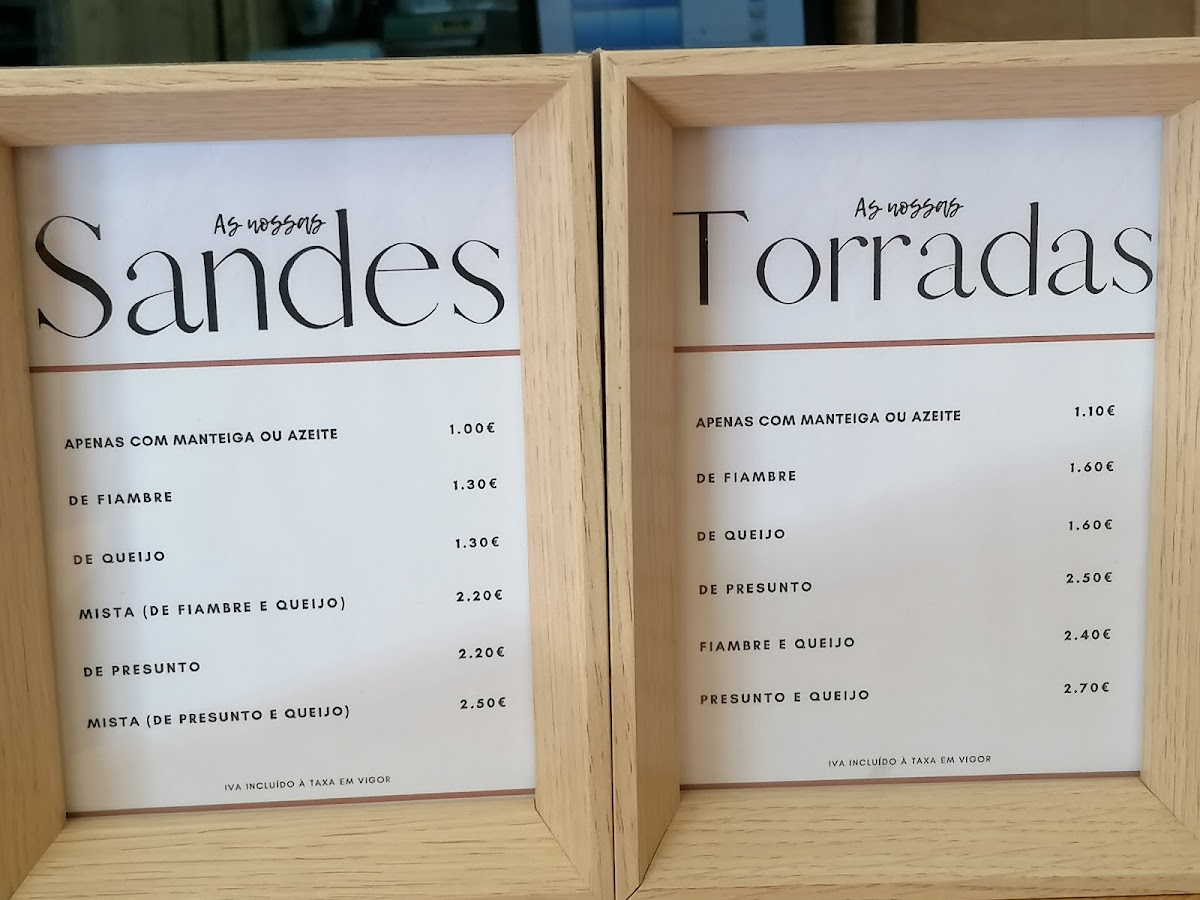 As nossas
Sandes
APENAS COM MANTEIGA OU AZEITE 1.00€
DE FIAMBRE 1.30€
DE QUEIJO 1.30€
MISTA (DE FIAMBRE E QUEIJO) 2.20€
DE PRESUNTO 2.20€
MISTA (DE PRESUNTO E QUEIJO) 2.50€
IVA INCLUÍDO À TAXA EM VIGOR
As nossas
Torradas
APENAS COM MANTEIGA OU AZEITE 1.10€
DE FIAMBRE 1.60€
DE QUEIJO 1.60€
DE PRESUNTO 2.50€
FIAMBRE E QUEIJO 2.40€
PRESUNTO E QUEIJO 2.70€
IVA INCLUÍDO À TAXA EM VIGOR